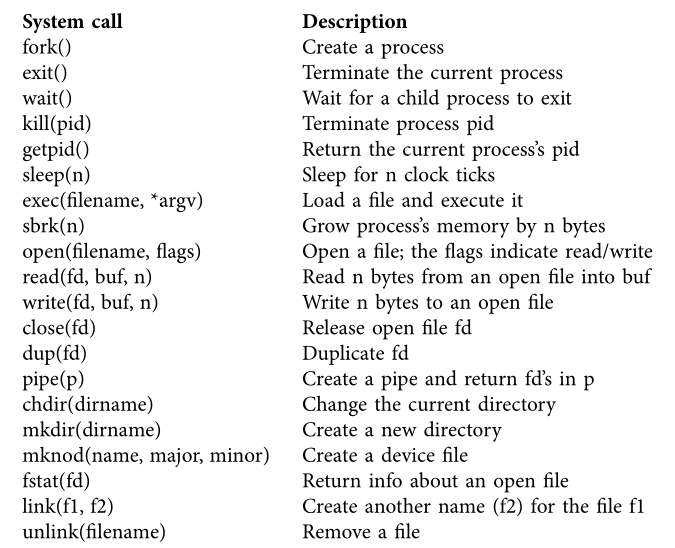 System call Description
fork() Create a process
exit() Terminate the current process
wait() Wait for a child process to exit
kill(pid) Terminate process pid
getpid() Return the current process’s pid
sleep(n) Sleep for n clock ticks
exec(filename, *argv) Load a file and execute it
sbrk(n) Grow process’s memory by n bytes
open(filename, flags) Open a file; the flags indicate read/write
read(fd, buf, n) Read n bytes from an open file into buf
write(fd, buf, n) Write n bytes to an open file
close(fd) Release open file fd
dup(fd) Duplicate fd
pipe(p) Create a pipe and return fd’s in p
chdir(dirname) Change the current directory
mkdir(dirname) Create a new directory
mknod(name, major, minor) Create a device file
fstat(fd) Return info about an open file
link(f1, f2) Create another name (f2) for the file f1
unlink(filename) Remove a file